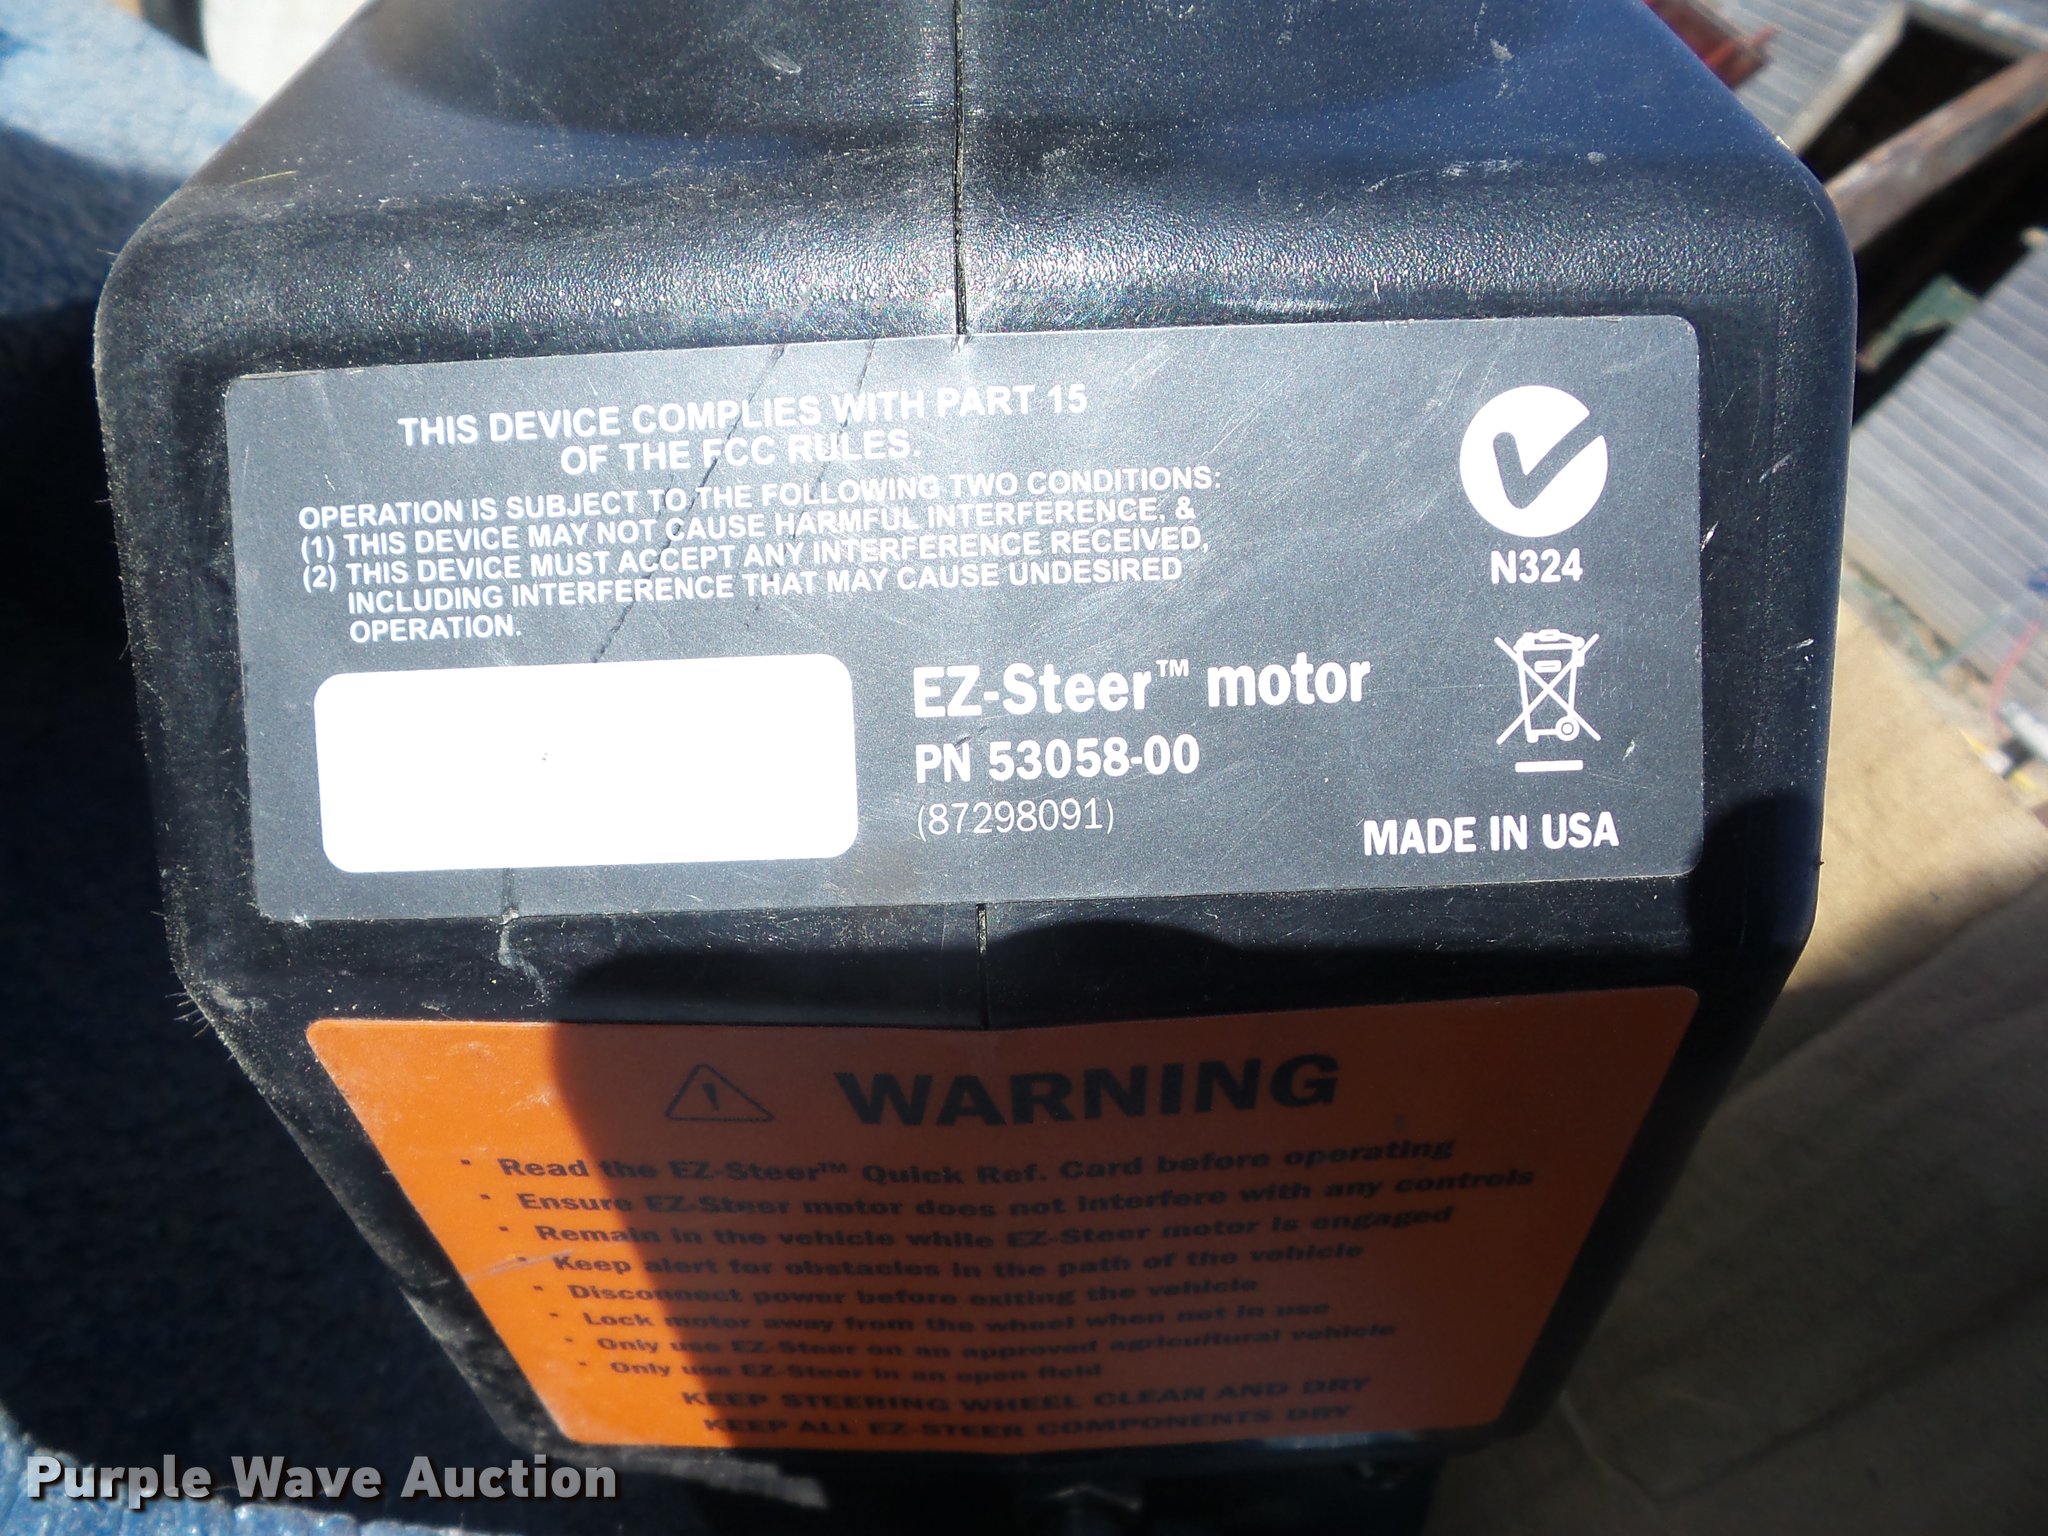 THIS DEVICE COMPLIES WITH PART 15
OF THE FCC RULES.
OPERATION IS SUBJECT TO THE FOLLOWING TWO CONDITIONS:
(1) THIS DEVICE MAY NOT CAUSE HARMFUL INTERFERENCE, &
(2) THIS DEVICE MUST ACCEPT ANY INTERFERENCE RECEIVED,
INCLUDING INTERFERENCE THAT MAY CAUSE UNDESIRED
OPERATION.
N324
EZ-Steer™ motor
PN 53058-00
(87298091)
MADE IN USA
WARNING
· Read the EZ-Steer™ Quick Ref. Card before operating
· Ensure EZ-Steer motor does not interfere with any controls
· Remain in the vehicle while EZ-Steer motor is engaged
· Keep alert for obstacles in the path of the vehicle
· Disconnect power before exiting the vehicle
· Lock motor away from the wheel when not in use
· Only use EZ-Steer on an approved agricultural vehicle
· Only use EZ-Steer in an open field
KEEP STEERING WHEEL CLEAN AND DRY
KEEP ALL EZ-STEER COMPONENTS DRY
Purple Wave Auction